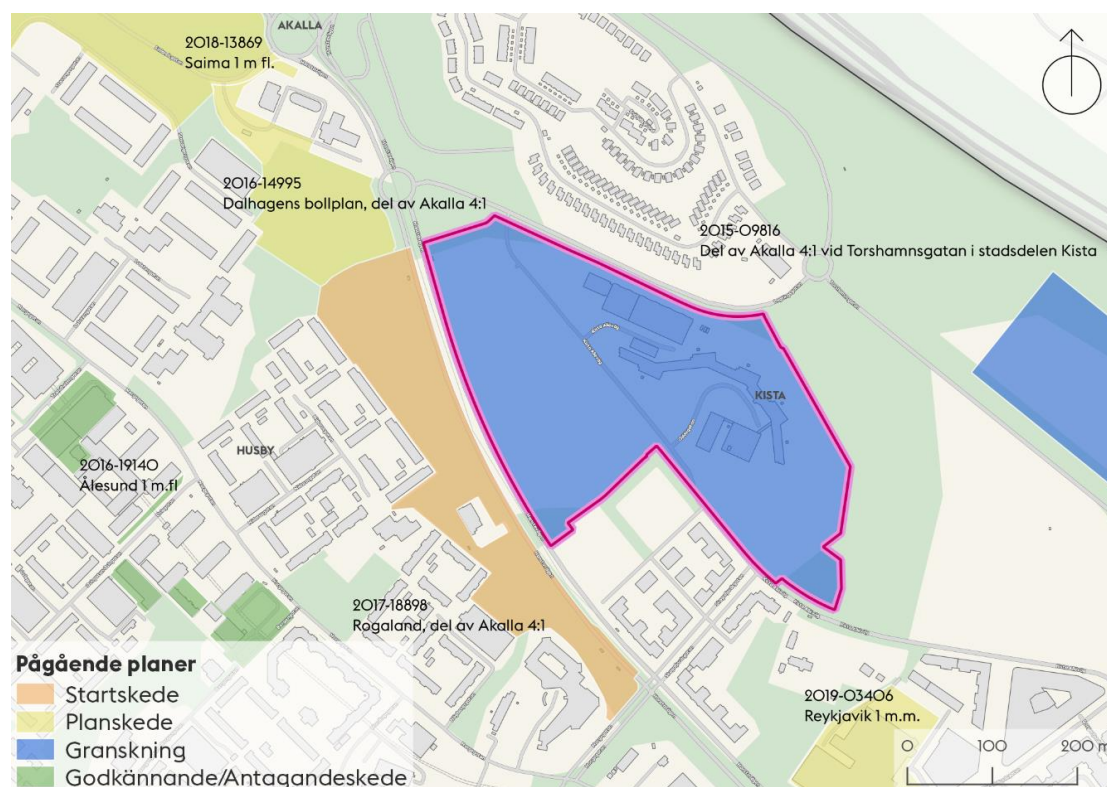 AKALLA
2018-13869
Saima 1 m fl.
2016-14995
Dalhagens bollplan, del av Akalla 4:1
2015-09816
Del av Akalla 4:1 vid Torshamnsgatan i stadsdelen Kista
KISTA
HUSBY
2016-19140
Ålesund 1 m.fl
2017-18898
Rogaland, del av Akalla 4:1
2019-03406
Reykjavik 1 m.m.
Pågående planer
Startskede
Planskede
Granskning
Godkännande/Antagandeskede
0 100 200 m